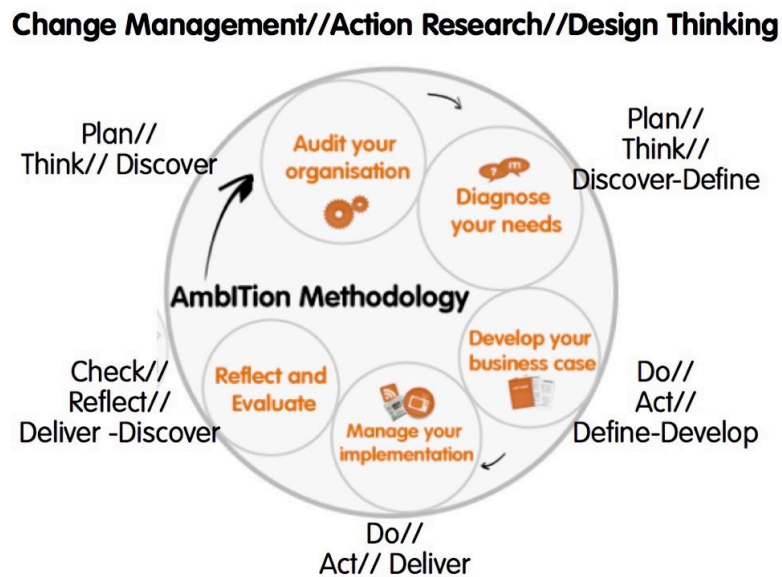 Change Management//Action Research//Design Thinking
Plan//
Think// Discover
Audit your
organisation
Plan//
Think//
Discover-Define
? !?!
Diagnose
your needs
AmbITion Methodology
Develop your
business case
Do//
Act//
Define-Develop
Check//
Reflect//
Deliver -Discover
Reflect and
Evaluate
Manage your
implementation
Do//
Act// Deliver